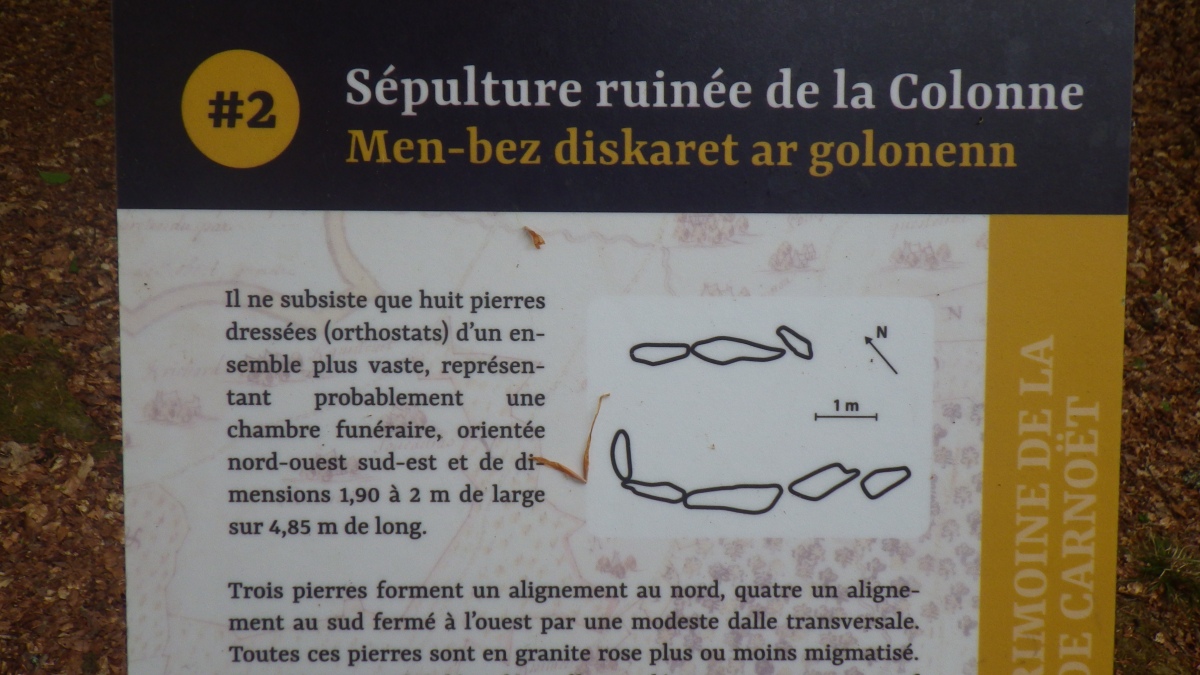 #2
Sépulture ruinée de la Colonne
Men-bez diskaret ar golonenn
Il ne subsiste que huit pierres
dressées (orthostats) d'un en-
semble plus vaste, représen-
tant probablement une
chambre funéraire, orientée
nord-ouest sud-est et de di-
mensions 1,90 à 2 m de large
sur 4,85 m de long.
N
1 m
Trois pierres forment un alignement au nord, quatre un aligne-
ment au sud fermé à l'ouest par une modeste dalle transversale.
Toutes ces pierres sont en granite rose plus ou moins migmatisé.
RIMOINE DE LA
DE CARNOËT